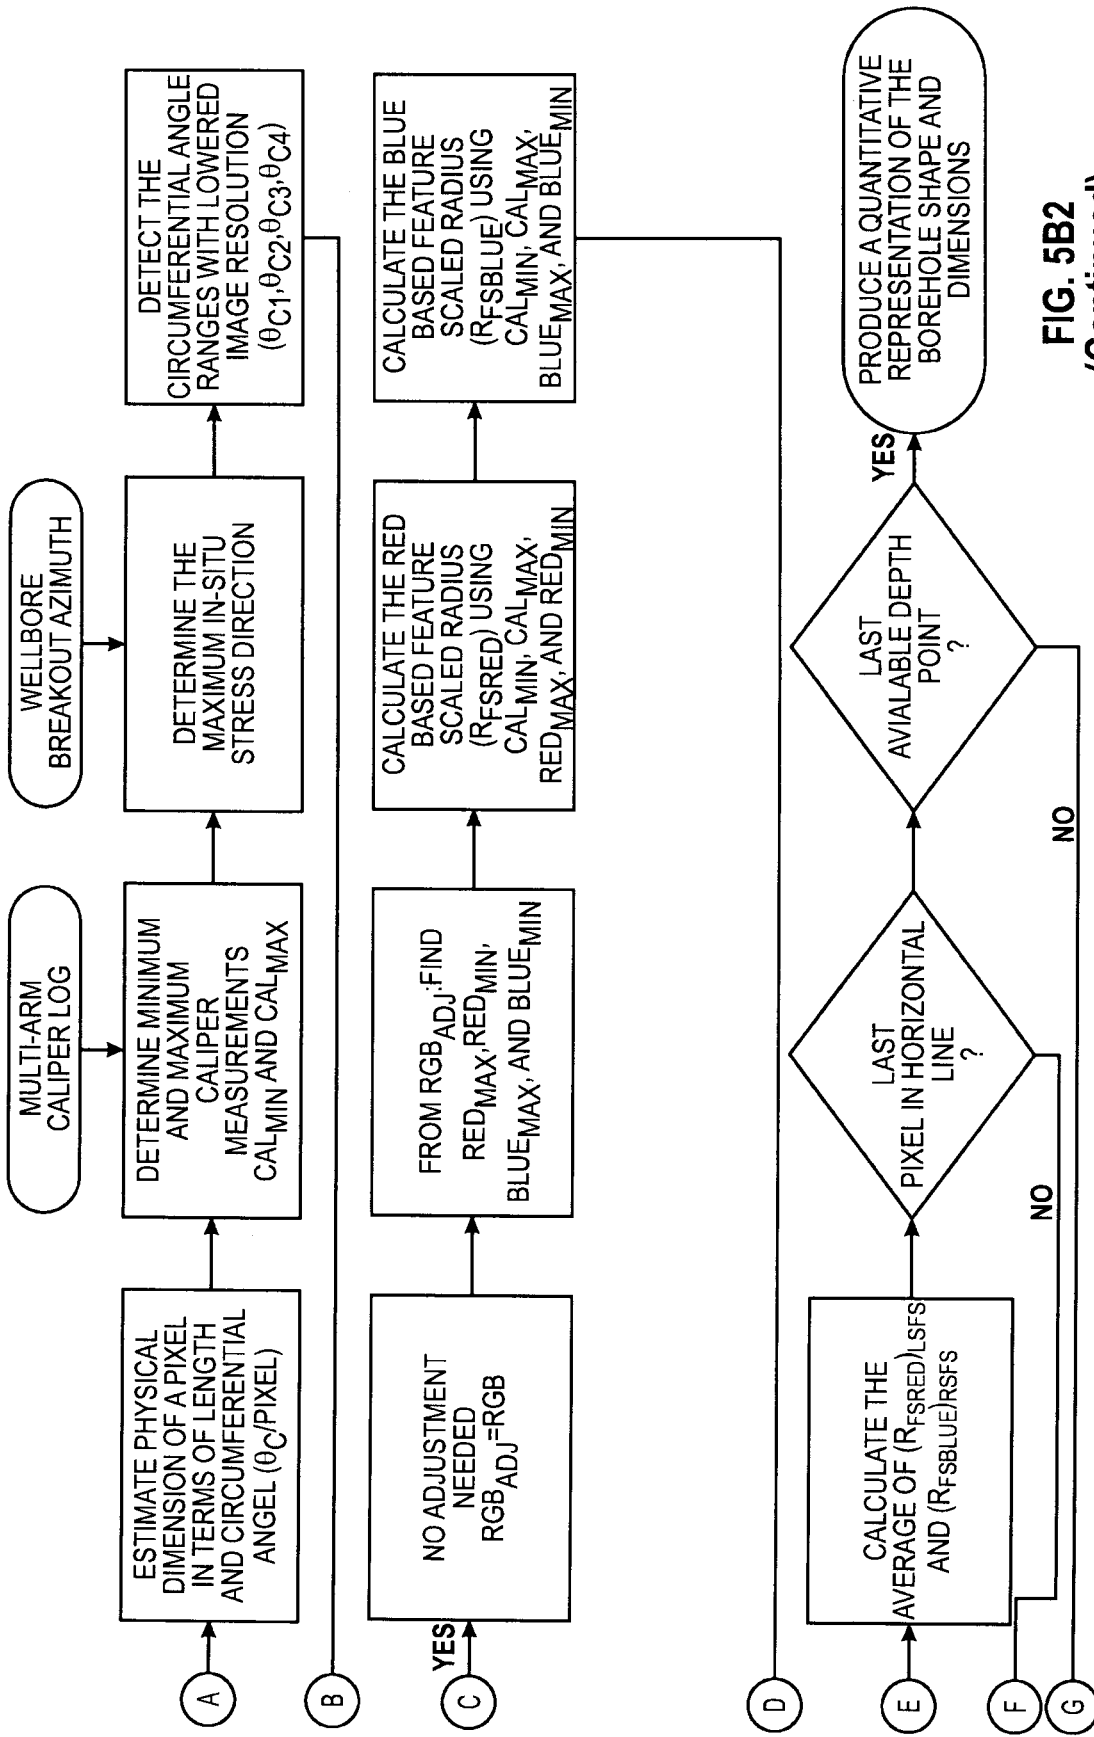 MULTI-ARM
CALIPER LOG
WELLBORE
BREAKOUT AZIMUTH
A
ESTIMATE PHYSICAL
DIMENSION OF A PIXEL
IN TERMS OF LENGTH
AND CIRCUMFERENTIAL
ANGEL (θC/PIXEL)
DETERMINE MINIMUM
AND MAXIMUM
CALIPER
MEASUREMENTS
CALMIN AND CALMAX
DETERMINE THE
MAXIMUM IN-SITU
STRESS DIRECTION
DETECT THE
CIRCUMFERENTIAL ANGLE
RANGES WITH LOWERED
IMAGE RESOLUTION
(θC1,θC2,θC3,θC4)
B
C
YES
NO ADJUSTMENT
NEEDED
RGBADJ=RGB
FROM RGBADJ:FIND
REDMAX,REDMIN,
BLUEMAX, AND BLUEMIN
CALCULATE THE RED
BASED FEATURE
SCALED RADIUS
(RFSRED) USING
CALMIN, CALMAX,
REDMAX, AND REDMIN
CALCULATE THE BLUE
BASED FEATURE
SCALED RADIUS
(RFSBLUE) USING
CALMIN, CALMAX,
BLUEMAX, AND BLUEMIN
D
E
CALCULATE THE
AVERAGE OF (RFSRED)LSFS
AND (RFSBLUE)RSFS
LAST
PIXEL IN HORIZONTAL
LINE
?
LAST
AVIALABLE DEPTH
POINT
?
YES
PRODUCE A QUANTITATIVE
REPRESENTATION OF THE
BOREHOLE SHAPE AND
DIMENSIONS
F
NO
G
NO
FIG. 5B2
(Continued)